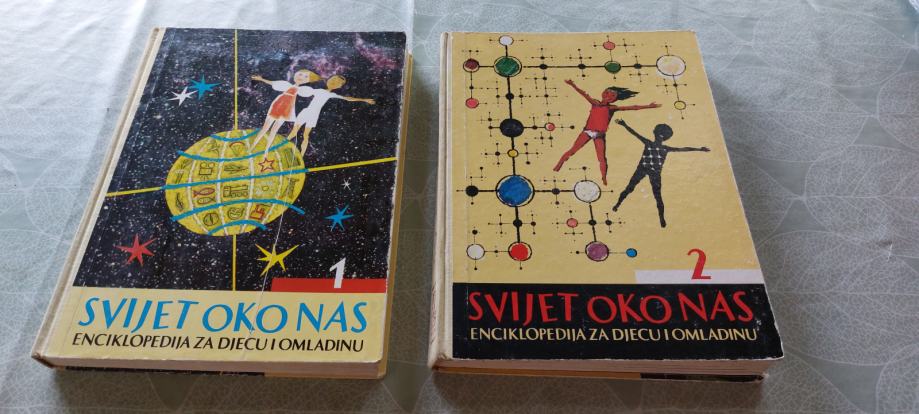 1
SVIJET OKO NAS
ENCIKLOPEDIJA ZA DJECU I OMLADINU
2
SVIJET OKO NAS
ENCIKLOPEDIJA ZA DJECU I OMLADINU